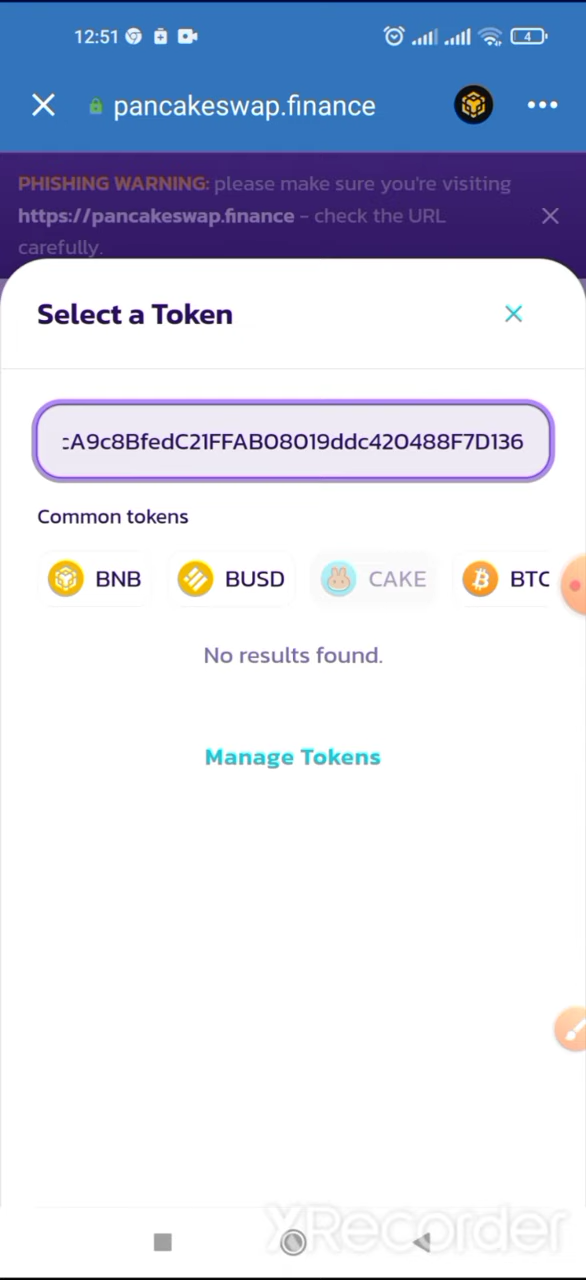 12:51
4
pancakeswap.finance
PHISHING WARNING: please make sure you're visiting
https://pancakeswap.finance - check the URL
carefully.
Select a Token
:A9c8BfedC21FFAB08019ddc420488F7D136
Common tokens
BNB BUSD CAKE BTC
No results found.
Manage Tokens
XRecorder